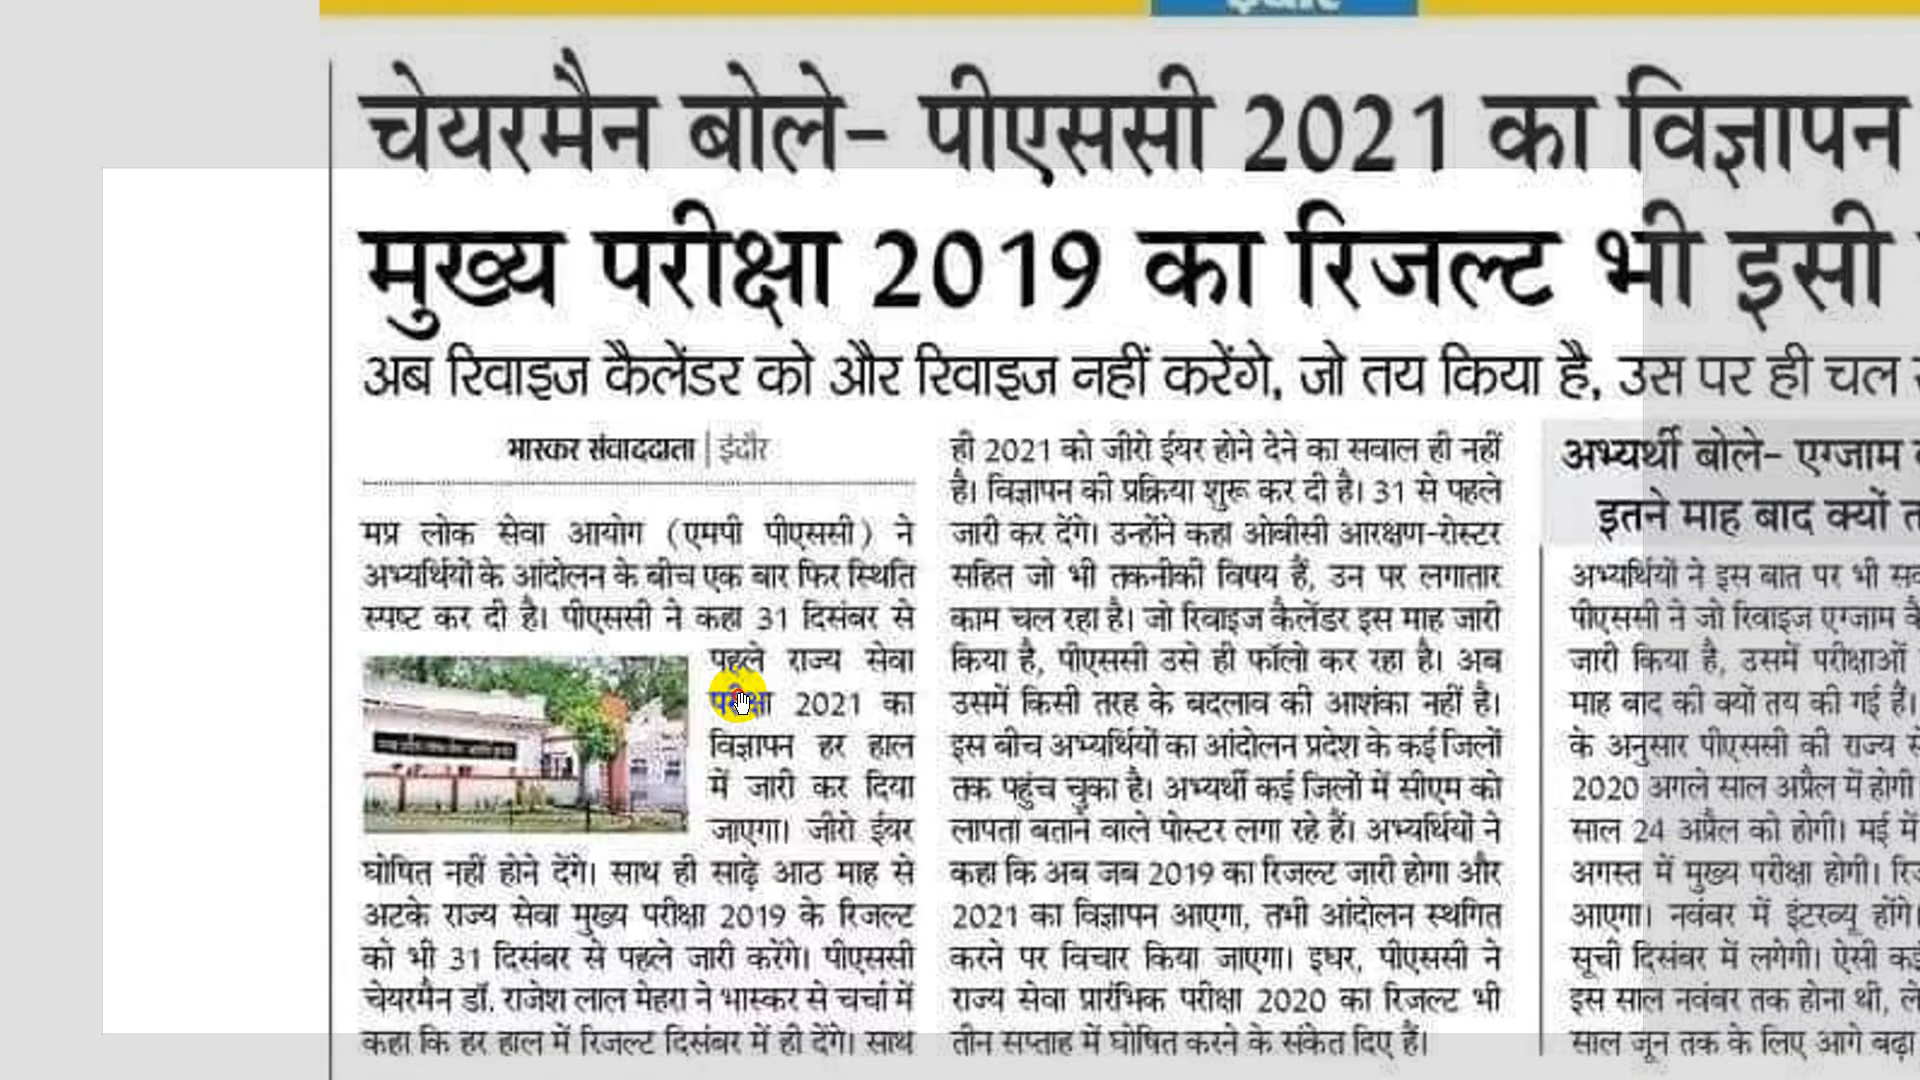 चेयरमैन बोले- पीएससी 2021 का विज्ञापन
मुख्य परीक्षा 2019 का रिजल्ट भी इसी
अब रिवाइज कैलेंडर को और रिवाइज नहीं करेंगे, जो तय किया है, उस पर ही चल
भास्कर संवाददाता | इंदौर
मप्र लोक सेवा आयोग (एमपी पीएससी) ने
अभ्यर्थियों के आंदोलन के बीच एक बार फिर स्थिति
स्पष्ट कर दी है। पीएससी ने कहा 31 दिसंबर से
पहले राज्य सेवा
परीक्षा 2021 का
विज्ञापन हर हाल
में जारी कर दिया
जाएगा। जीरो ईयर
घोषित नहीं होने देंगे। साथ ही साढ़े आठ माह से
अटके राज्य सेवा मुख्य परीक्षा 2019 के रिजल्ट
को भी 31 दिसंबर से पहले जारी करेंगे। पीएससी
चेयरमैन डॉ. राजेश लाल मेहरा ने भास्कर से चर्चा में
कहा कि हर हाल में रिजल्ट दिसंबर में ही देंगे। साथ
ही 2021 को जीरो ईयर होने देने का सवाल ही नहीं
है। विज्ञापन की प्रक्रिया शुरू कर दी है। 31 से पहले
जारी कर देंगे। उन्होंने कहा ओबीसी आरक्षण-रोस्टर
सहित जो भी तकनीकी विषय हैं, उन पर लगातार
काम चल रहा है। जो रिवाइज कैलेंडर इस माह जारी
किया है, पीएससी उसे ही फॉलो कर रहा है। अब
उसमें किसी तरह के बदलाव की आशंका नहीं है।
इस बीच अभ्यर्थियों का आंदोलन प्रदेश के कई जिलों
तक पहुंच चुका है। अभ्यर्थी कई जिलों में सीएम को
लापता बताने वाले पोस्टर लगा रहे हैं। अभ्यर्थियों ने
कहा कि अब जब 2019 का रिजल्ट जारी होगा और
2021 का विज्ञापन आएगा, तभी आंदोलन स्थगित
करने पर विचार किया जाएगा। इधर, पीएससी ने
राज्य सेवा प्रारंभिक परीक्षा 2020 का रिजल्ट भी
तीन सप्ताह में घोषित करने के संकेत दिए हैं।
अभ्यर्थी बोले- एग्जाम
इतने माह बाद क्यों
अभ्यर्थियों ने इस बात पर भी
पीएससी ने जो रिवाइज एग्जाम
जारी किया है, उसमें परीक्षाओं
माह बाद की क्यों तय की गई है।
के अनुसार पीएससी की राज्य
2020 अगले साल अप्रैल में होगी
साल 24 अप्रैल को होगी। मई में
अगस्त में मुख्य परीक्षा होगी।
आएगा। नवंबर में इंटरव्यू होंगे।
सूची दिसंबर में लगेगी। ऐसी
इस साल नवंबर तक होना थी,
साल जून तक के लिए आगे बढ़ा